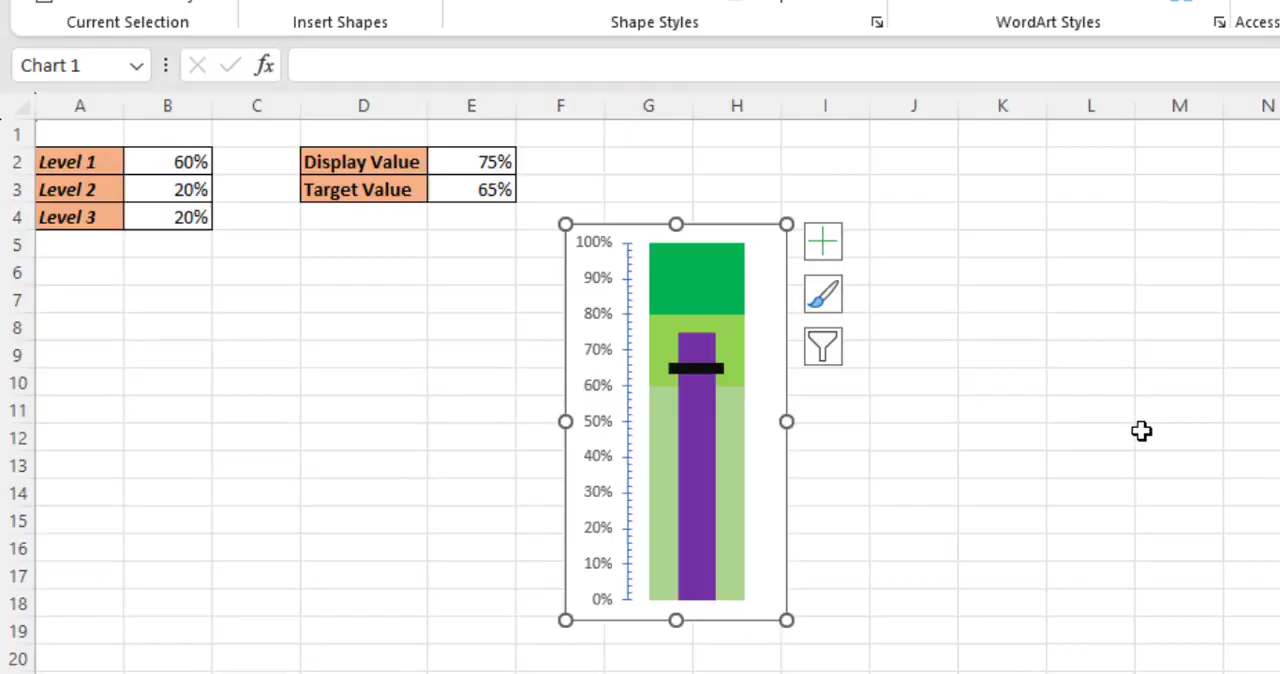 Current Selection Insert Shapes Shape Styles WordArt Styles Access
Chart 1 fx
A B C D E F G H I J K L M N
1
2 Level 1 60% Display Value 75%
3 Level 2 20% Target Value 65%
4 Level 3 20%
5 100%
6
7 90%
8 80%
9 70%
10 60%
11 50%
12
13 40%
14 30%
15
16 20%
17 10%
18 0%
19
20